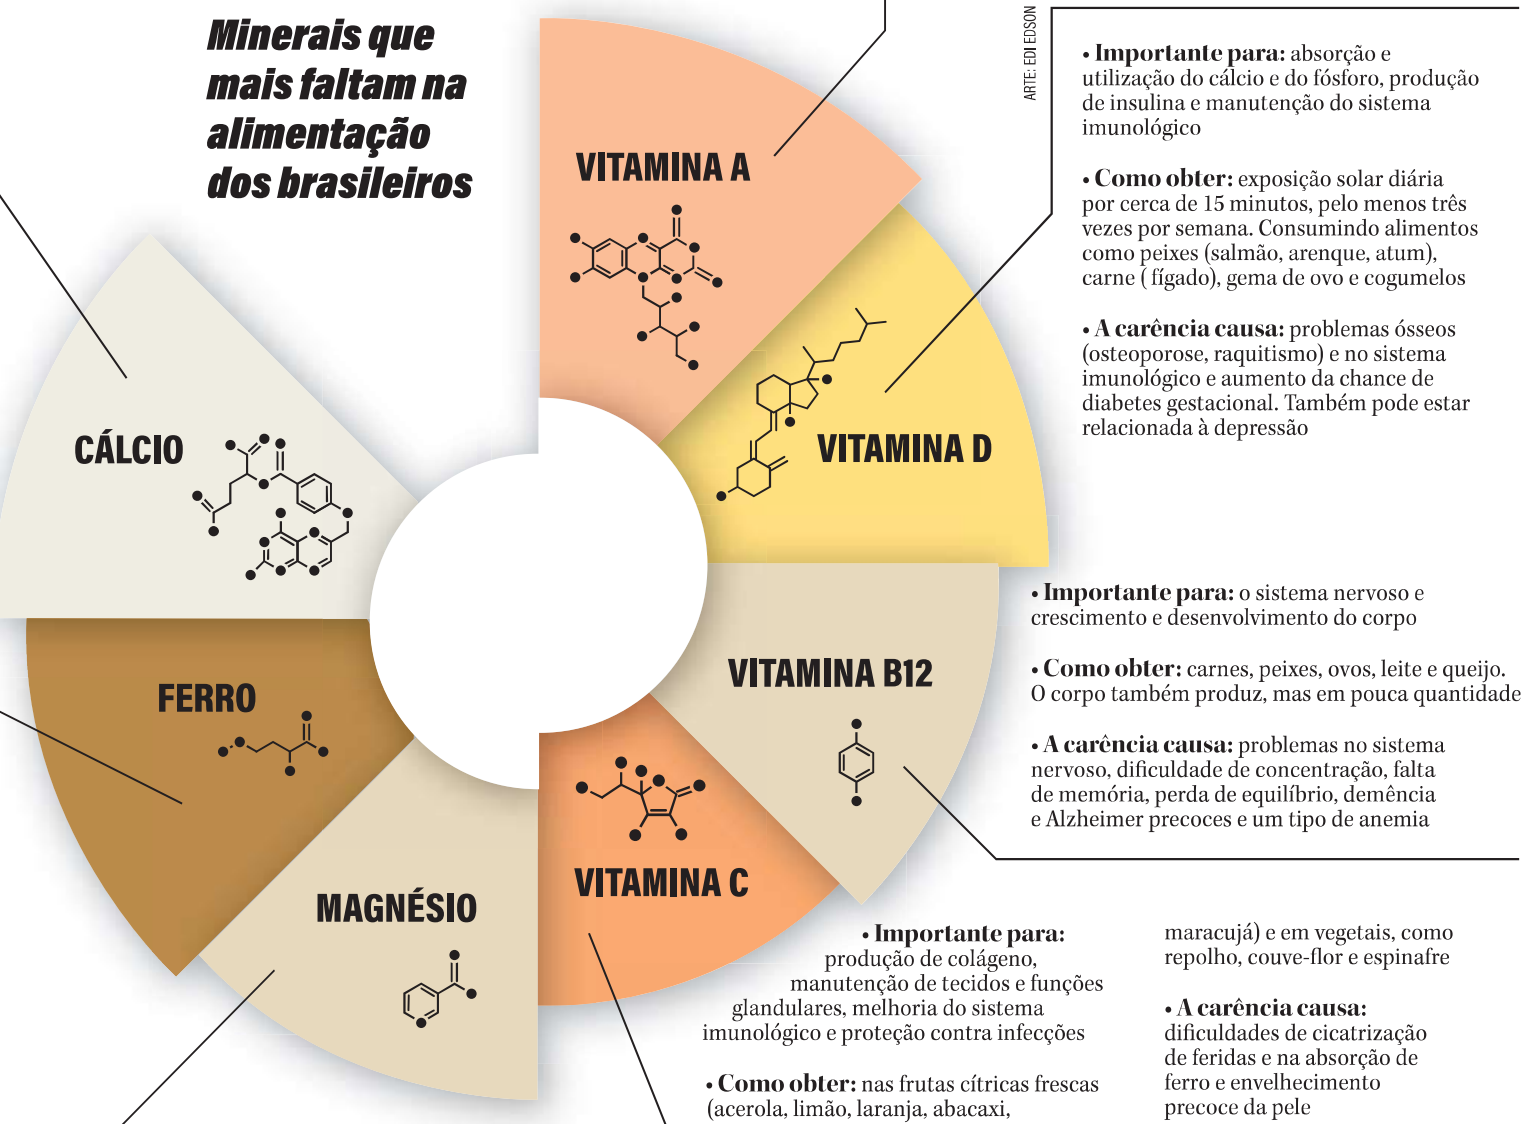 Minerais que
mais faltam na
alimentação
dos brasileiros
ARTE: EDI EDSON
VITAMINA A
• Importante para: absorção e
utilização do cálcio e do fósforo, produção
de insulina e manutenção do sistema
imunológico
• Como obter: exposição solar diária
por cerca de 15 minutos, pelo menos três
vezes por semana. Consumindo alimentos
como peixes (salmão, arenque, atum),
carne ( fígado), gema de ovo e cogumelos
• A carência causa: problemas ósseos
(osteoporose, raquitismo) e no sistema
imunológico e aumento da chance de
diabetes gestacional. Também pode estar
relacionada à depressão
VITAMINA D
VITAMINA B12
• Importante para: o sistema nervoso e
crescimento e desenvolvimento do corpo
• Como obter: carnes, peixes, ovos, leite e queijo.
O corpo também produz, mas em pouca quantidade
• A carência causa: problemas no sistema
nervoso, dificuldade de concentração, falta
de memória, perda de equilíbrio, demência
e Alzheimer precoces e um tipo de anemia
VITAMINA C
• Importante para:
produção de colágeno,
manutenção de tecidos e funções
glandulares, melhoria do sistema
imunológico e proteção contra infecções
• Como obter: nas frutas cítricas frescas
(acerola, limão, laranja, abacaxi,
maracujá) e em vegetais, como
repolho, couve-flor e espinafre
• A carência causa:
dificuldades de cicatrização
de feridas e na absorção de
ferro e envelhecimento
precoce da pele
MAGNÉSIO
FERRO
CÁLCIO